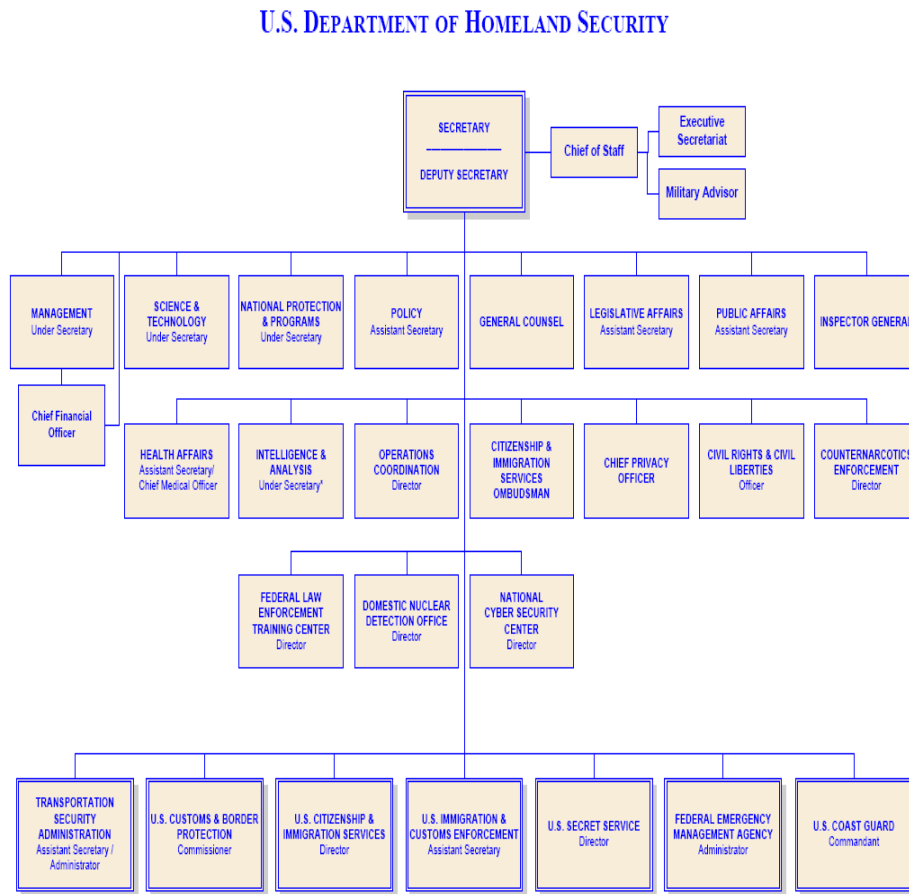 U.S. DEPARTMENT OF HOMELAND SECURITY
SECRETARY
DEPUTY SECRETARY
Chief of Staff
Executive
Secretariat
Military Advisor
MANAGEMENT
Under Secretary
SCIENCE &
TECHNOLOGY
Under Secretary
NATIONAL PROTECTION
& PROGRAMS
Under Secretary
POLICY
Assistant Secretary
GENERAL COUNSEL
LEGISLATIVE AFFAIRS
Assistant Secretary
PUBLIC AFFAIRS
Assistant Secretary
INSPECTOR GENERAL
Chief Financial
Officer
HEALTH AFFAIRS
Assistant Secretary/
Chief Medical Officer
INTELLIGENCE &
ANALYSIS
Under Secretary*
OPERATIONS
COORDINATION
Director
CITIZENSHIP &
IMMIGRATION
SERVICES
OMBUDSMAN
CHIEF PRIVACY
OFFICER
CIVIL RIGHTS & CIVIL
LIBERTIES
Officer
COUNTERNARCOTICS
ENFORCEMENT
Director
FEDERAL LAW
ENFORCEMENT
TRAINING CENTER
Director
DOMESTIC NUCLEAR
DETECTION OFFICE
Director
NATIONAL
CYBER SECURITY
CENTER
Director
TRANSPORTATION
SECURITY
ADMINISTRATION
Assistant Secretary /
Administrator
U.S. CUSTOMS & BORDER
PROTECTION
Commissioner
U.S. CITIZENSHIP &
IMMIGRATION SERVICES
Director
U.S. IMMIGRATION &
CUSTOMS ENFORCEMENT
Assistant Secretary
U.S. SECRET SERVICE
Director
FEDERAL EMERGENCY
MANAGEMENT AGENCY
Administrator
U.S. COAST GUARD
Commandant